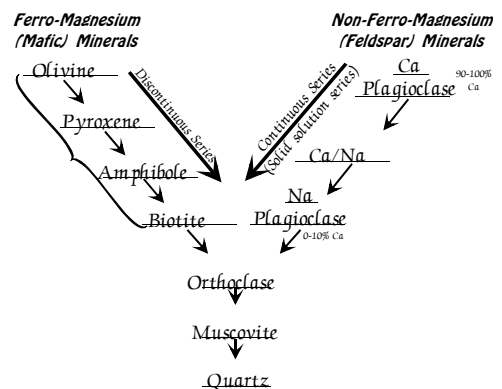 Ferro-Magnesium
(Mafic) Minerals
Non-Ferro-Magnesium
(Feldspar) Minerals
Olivine
Pyroxene
Amphibole
Biotite
Discontinuous Series
Continuous Series
(Solid solution series)
Ca
Plagioclase
90-100%
Ca
Ca/Na
Na
Plagioclase
0-10% Ca
Orthoclase
Muscovite
Quartz